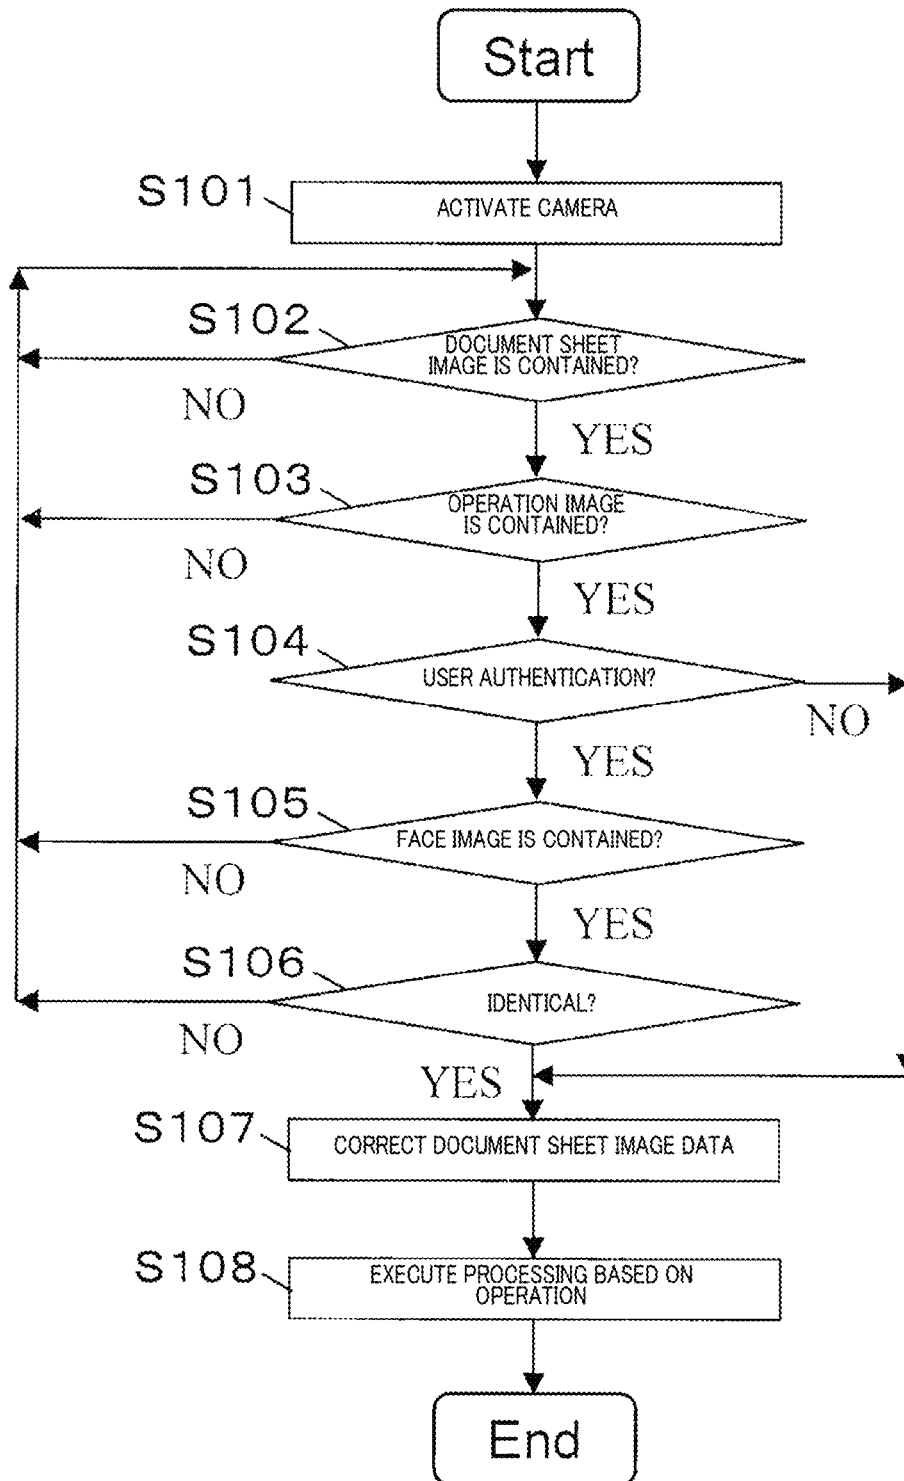 Start
S101
ACTIVATE CAMERA
S102
DOCUMENT SHEET
IMAGE IS CONTAINED?
NO
YES
S103
OPERATION IMAGE
IS CONTAINED?
NO
YES
S104
USER AUTHENTICATION?
NO
YES
S105
FACE IMAGE IS CONTAINED?
NO
YES
S106
IDENTICAL?
NO
YES
S107
CORRECT DOCUMENT SHEET IMAGE DATA
S108
EXECUTE PROCESSING BASED ON
OPERATION
End